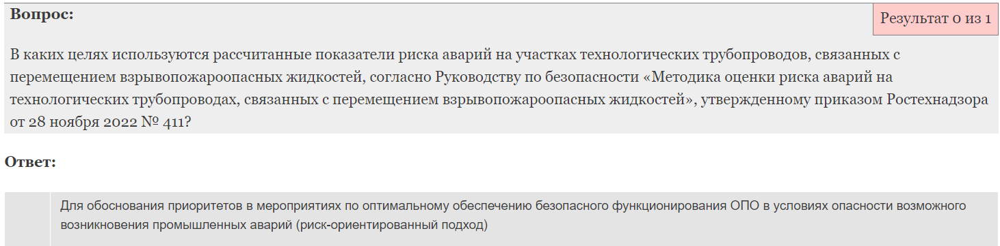 Вопрос:
Результат 0 из 1
В каких целях используются рассчитанные показатели риска аварий на участках технологических трубопроводов, связанных с
перемещением взрывопожароопасных жидкостей, согласно Руководству по безопасности «Методика оценки риска аварий на
технологических трубопроводах, связанных с перемещением взрывопожароопасных жидкостей», утвержденному приказом Ростехнадзора
от 28 ноября 2022 № 411?
Ответ:
Для обоснования приоритетов в мероприятиях по оптимальному обеспечению безопасного функционирования ОПО в условиях опасности возможного
возникновения промышленных аварий (риск-ориентированный подход)